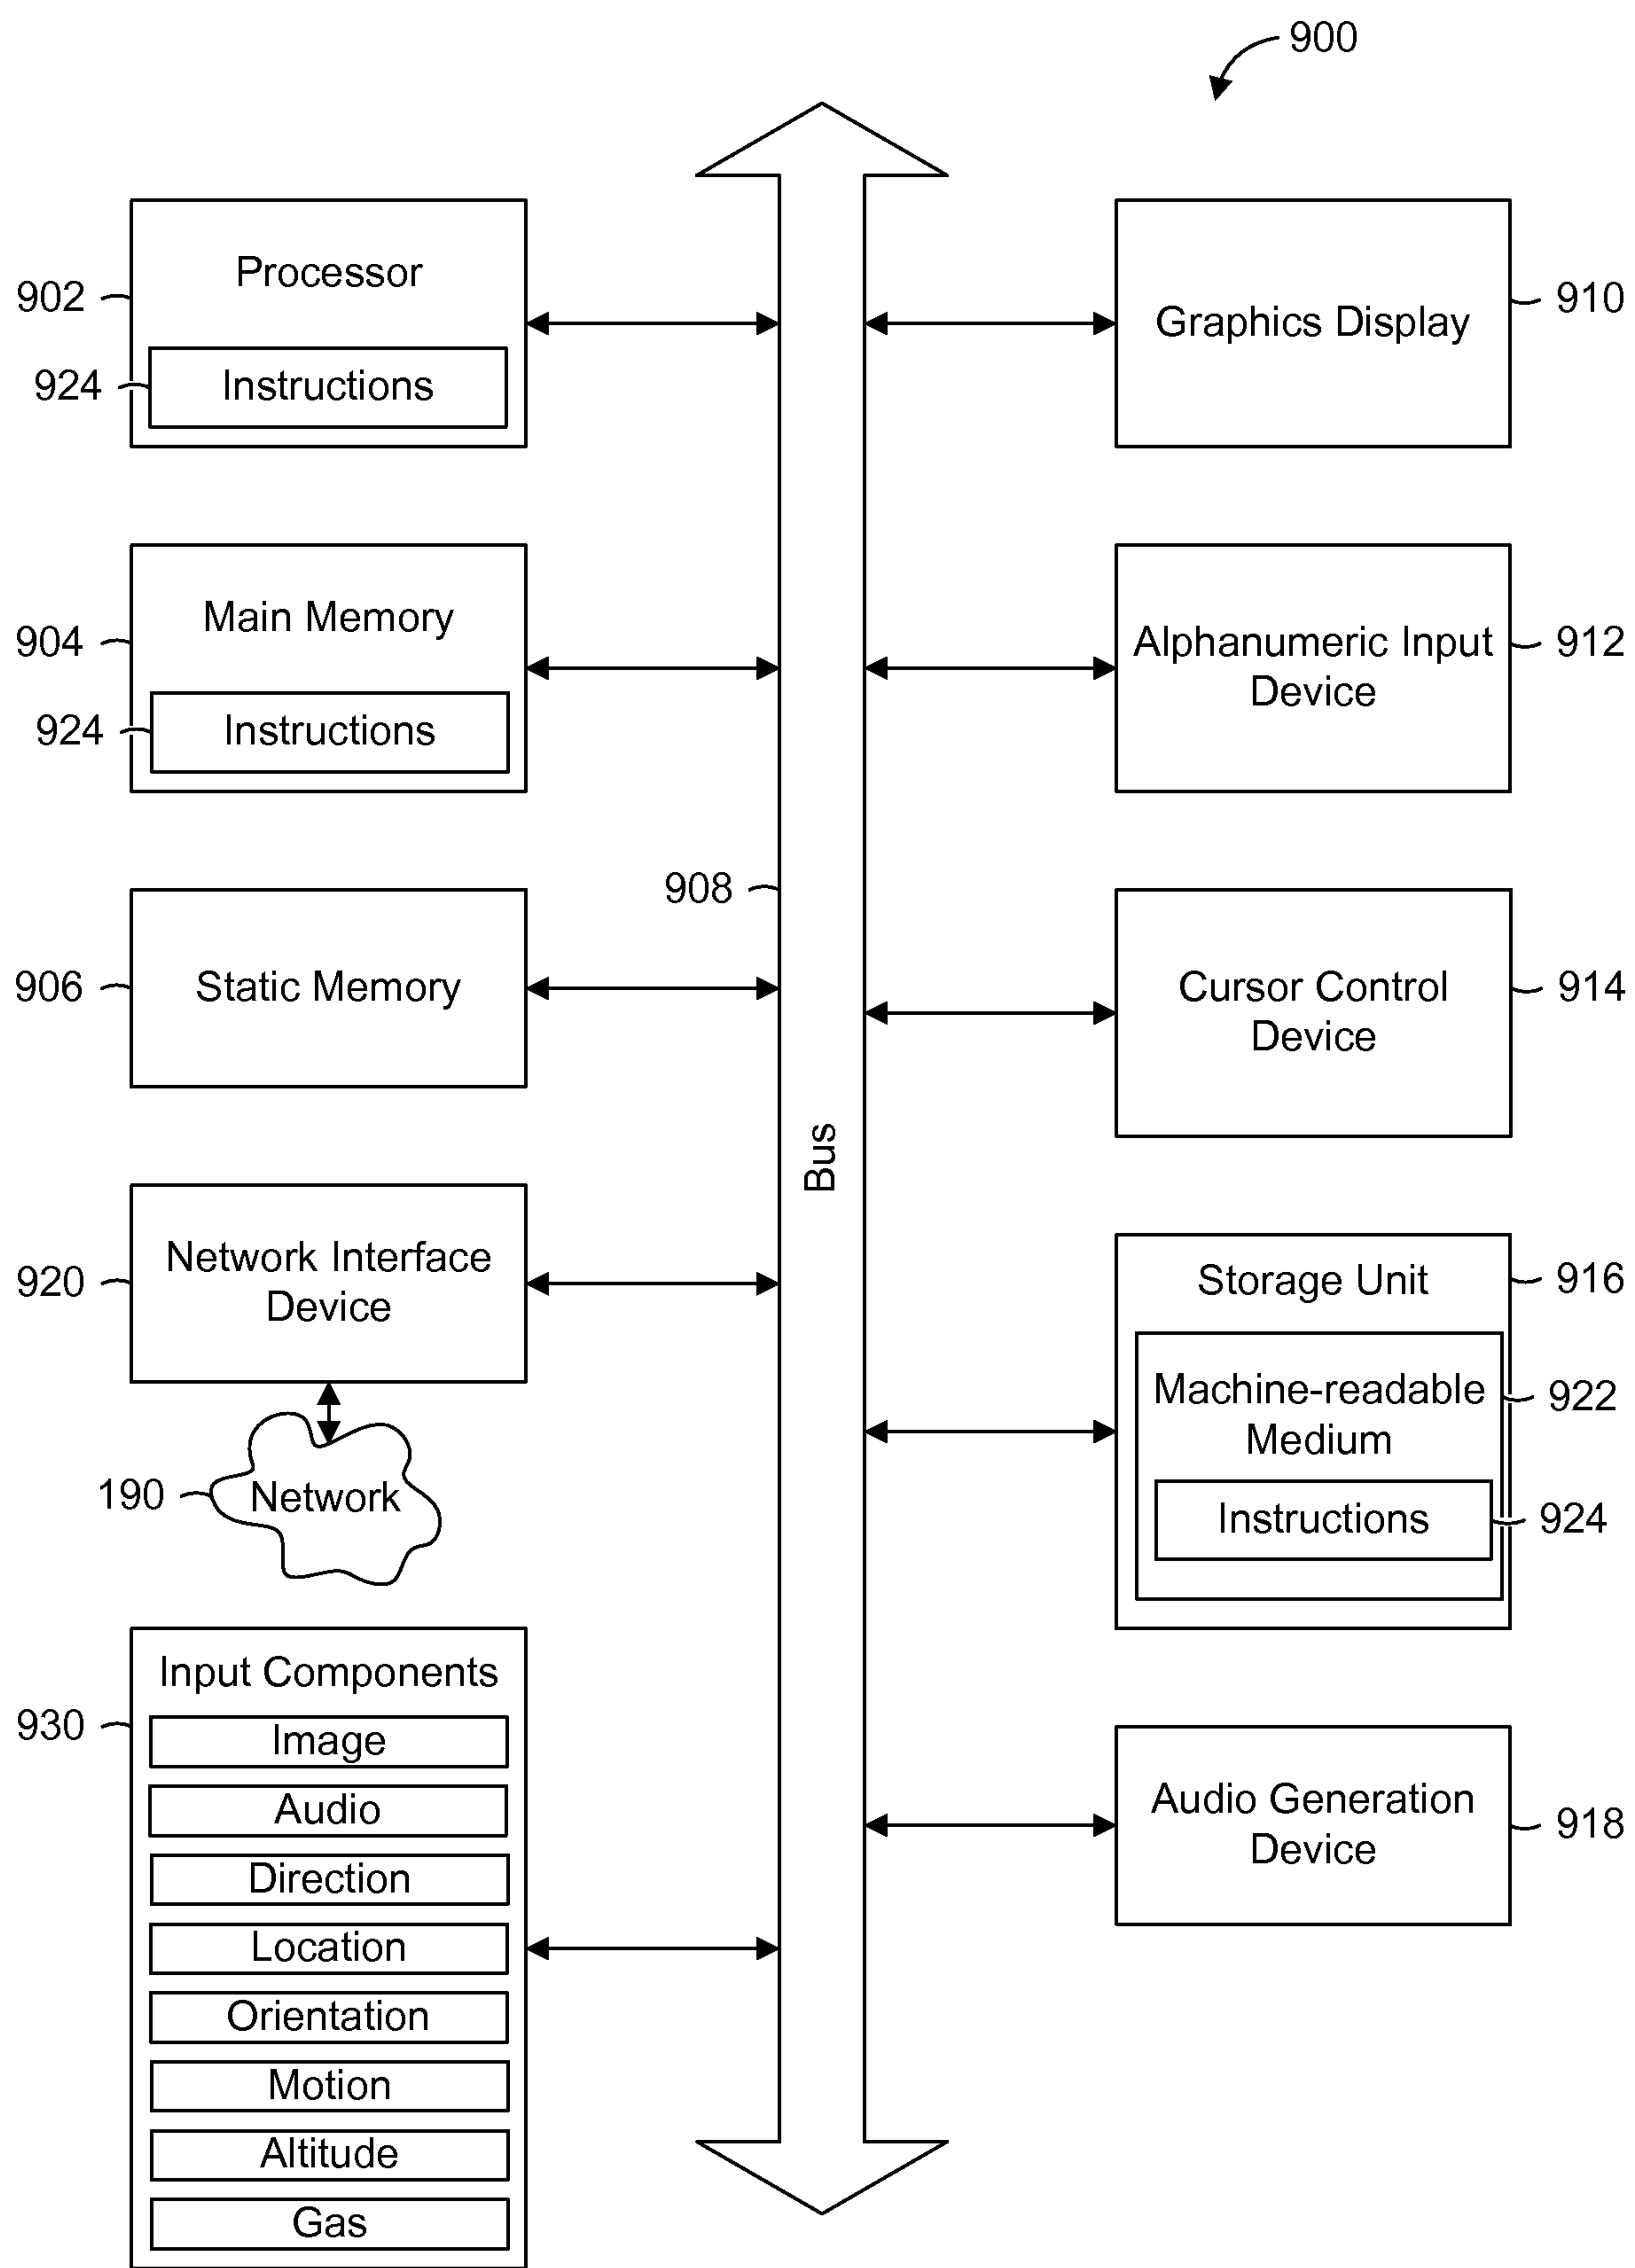 900
Processor
902
924
Instructions
Main Memory
904
924
Instructions
Static Memory
906
Network Interface
Device
920
190
Network
Input Components
930
Image
Audio
Direction
Location
Orientation
Motion
Altitude
Gas
908
Bus
Graphics Display
910
Alphanumeric Input
Device
912
Cursor Control
Device
914
Storage Unit
916
Machine-readable
Medium
922
Instructions
924
Audio Generation
Device
918